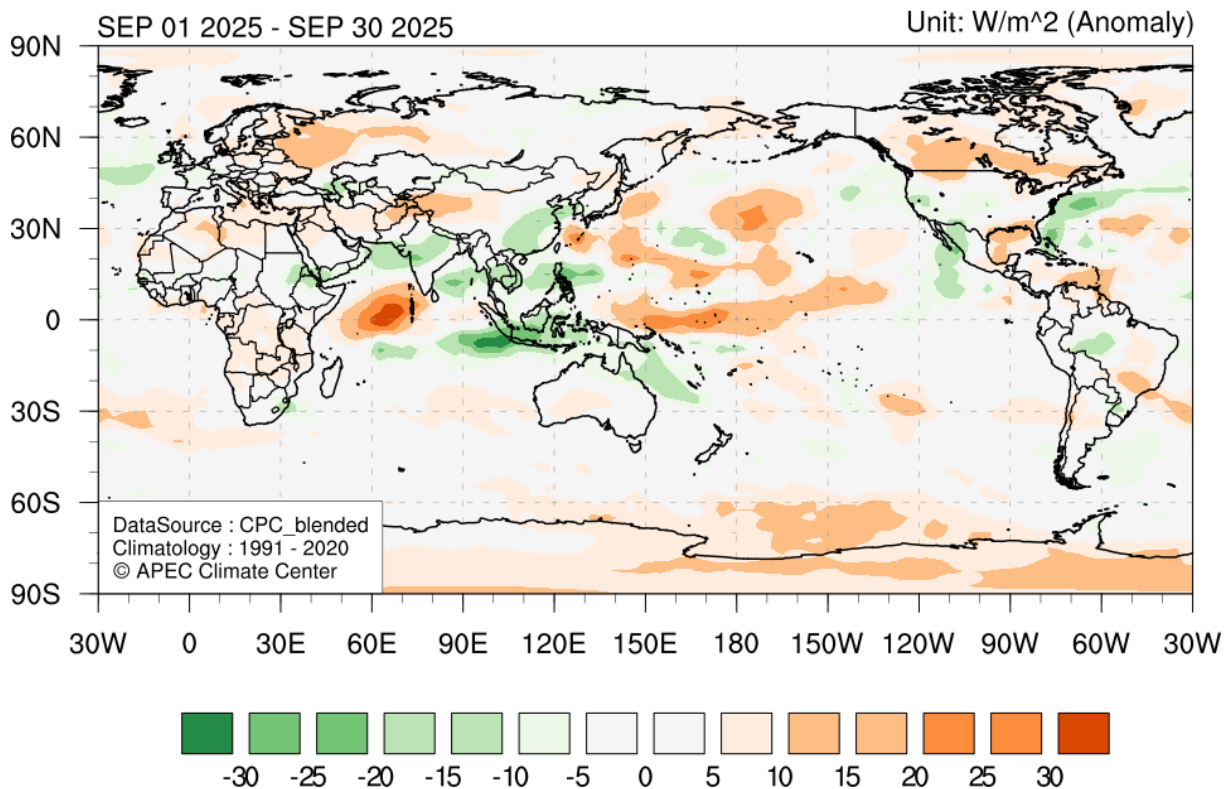 SEP 01 2025 - SEP 30 2025 Unit: W/m^2 (Anomaly)
90N
60N
30N
0
30S
60S
90S
DataSource : CPC_blended
Climatology : 1991 - 2020
© APEC Climate Center
30W 0 30E 60E 90E 120E 150E 180 150W 120W 90W 60W 30W
-30 -25 -20 -15 -10 -5 0 5 10 15 20 25 30